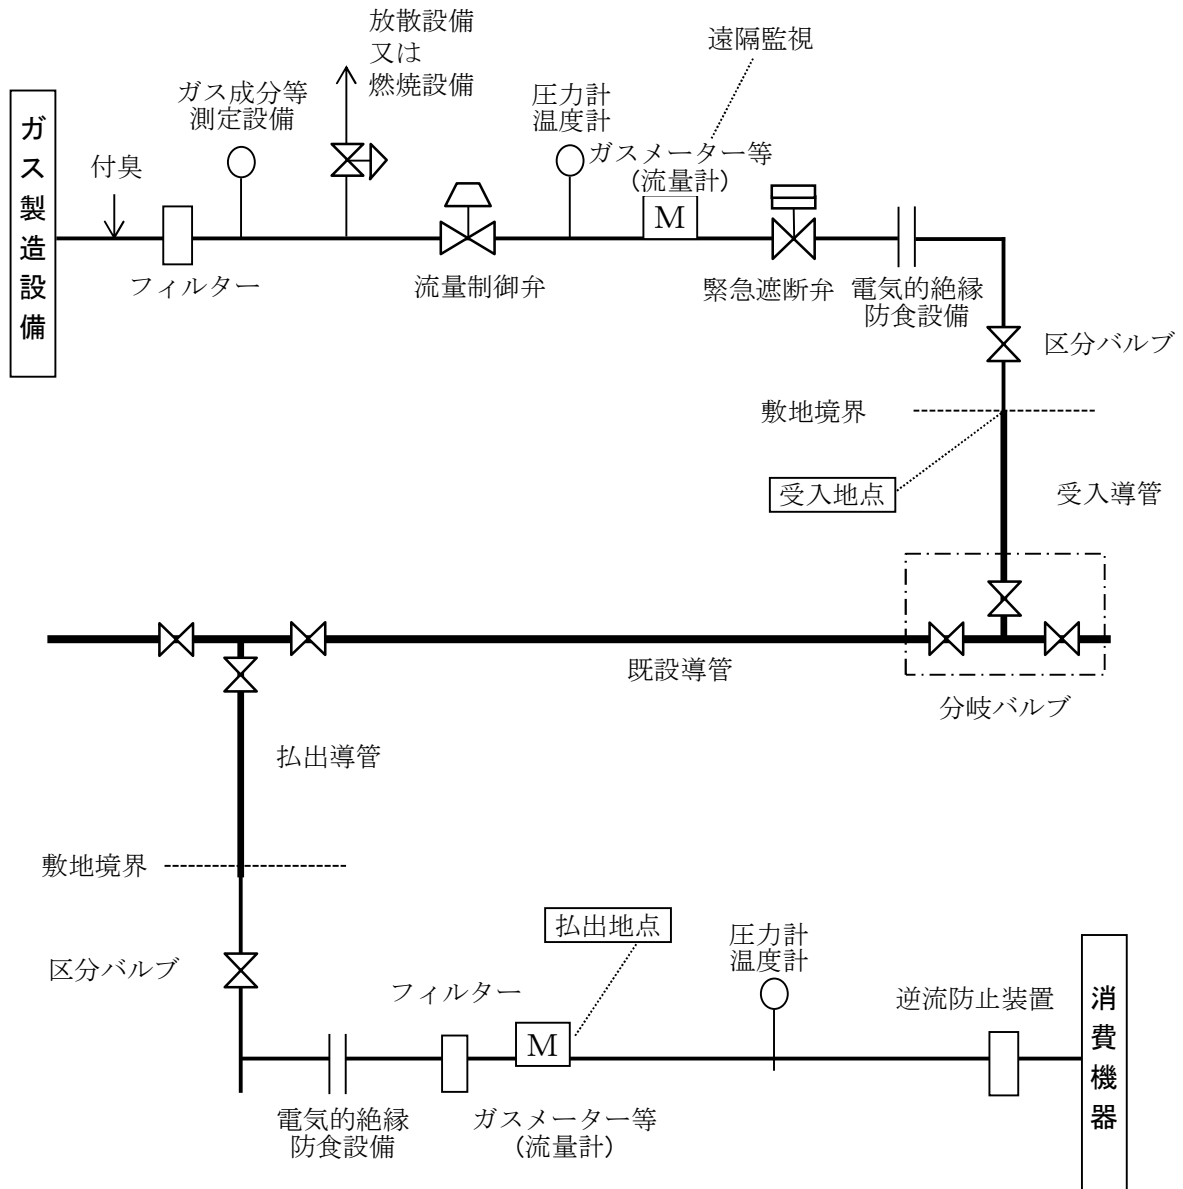 放散設備
又は
燃焼設備
遠隔監視
ガス成分等
測定設備
圧力計
温度計
ガスメーター等
(流量計)
付臭
M
ガス製造設備
フィルター
流量制御弁
緊急遮断弁
電気的絶縁
防食設備
区分バルブ
敷地境界
受入地点
受入導管
既設導管
分岐バルブ
払出導管
敷地境界
払出地点
圧力計
温度計
区分バルブ
フィルター
逆流防止装置
M
消費機器
電気的絶縁
防食設備
ガスメーター等
(流量計)